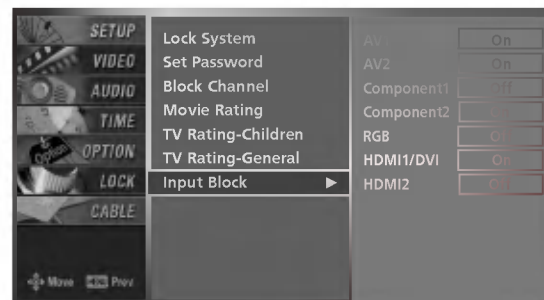 SETUP
VIDEO
AUDIO
TIME
OPTION
LOCK
CABLE
Move Prev
Lock System
Set Password
Block Channel
Movie Rating
TV Rating-Children
TV Rating-General
Input Block ►
AV1 On
AV2 On
Component1 Off
Component2
RGB
HDMI1/DVI On
HDMI2